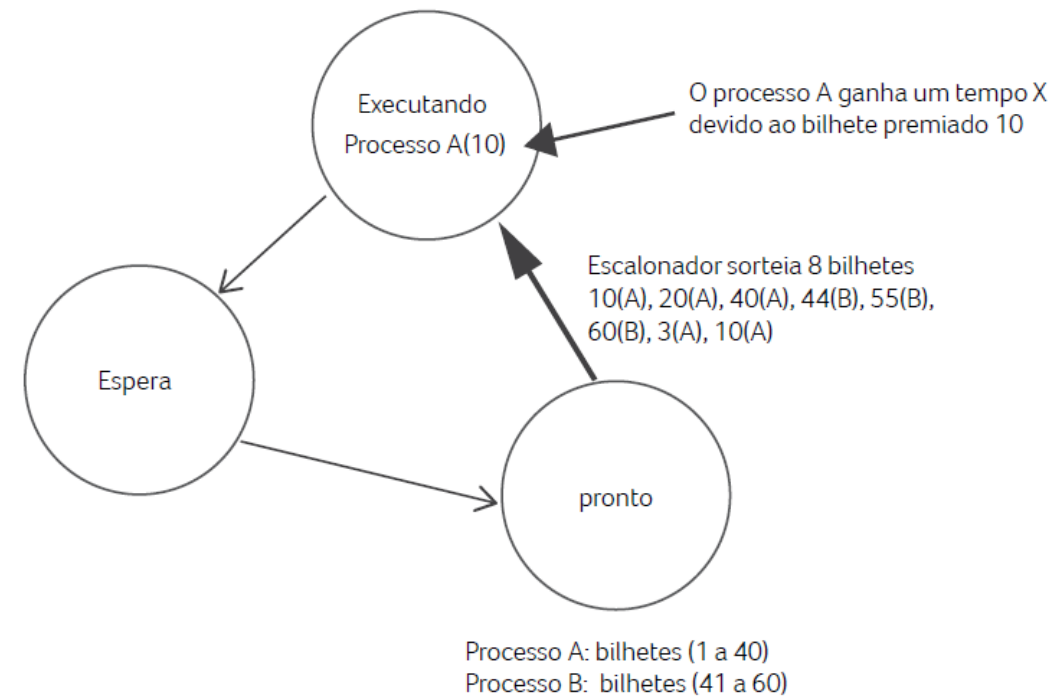 Executando
Processo A(10)
O processo A ganha um tempo X
devido ao bilhete premiado 10
Escalonador sorteia 8 bilhetes
10(A), 20(A), 40(A), 44(B), 55(B),
60(B), 3(A), 10(A)
Espera
pronto
Processo A: bilhetes (1 a 40)
Processo B:  bilhetes (41 a 60)